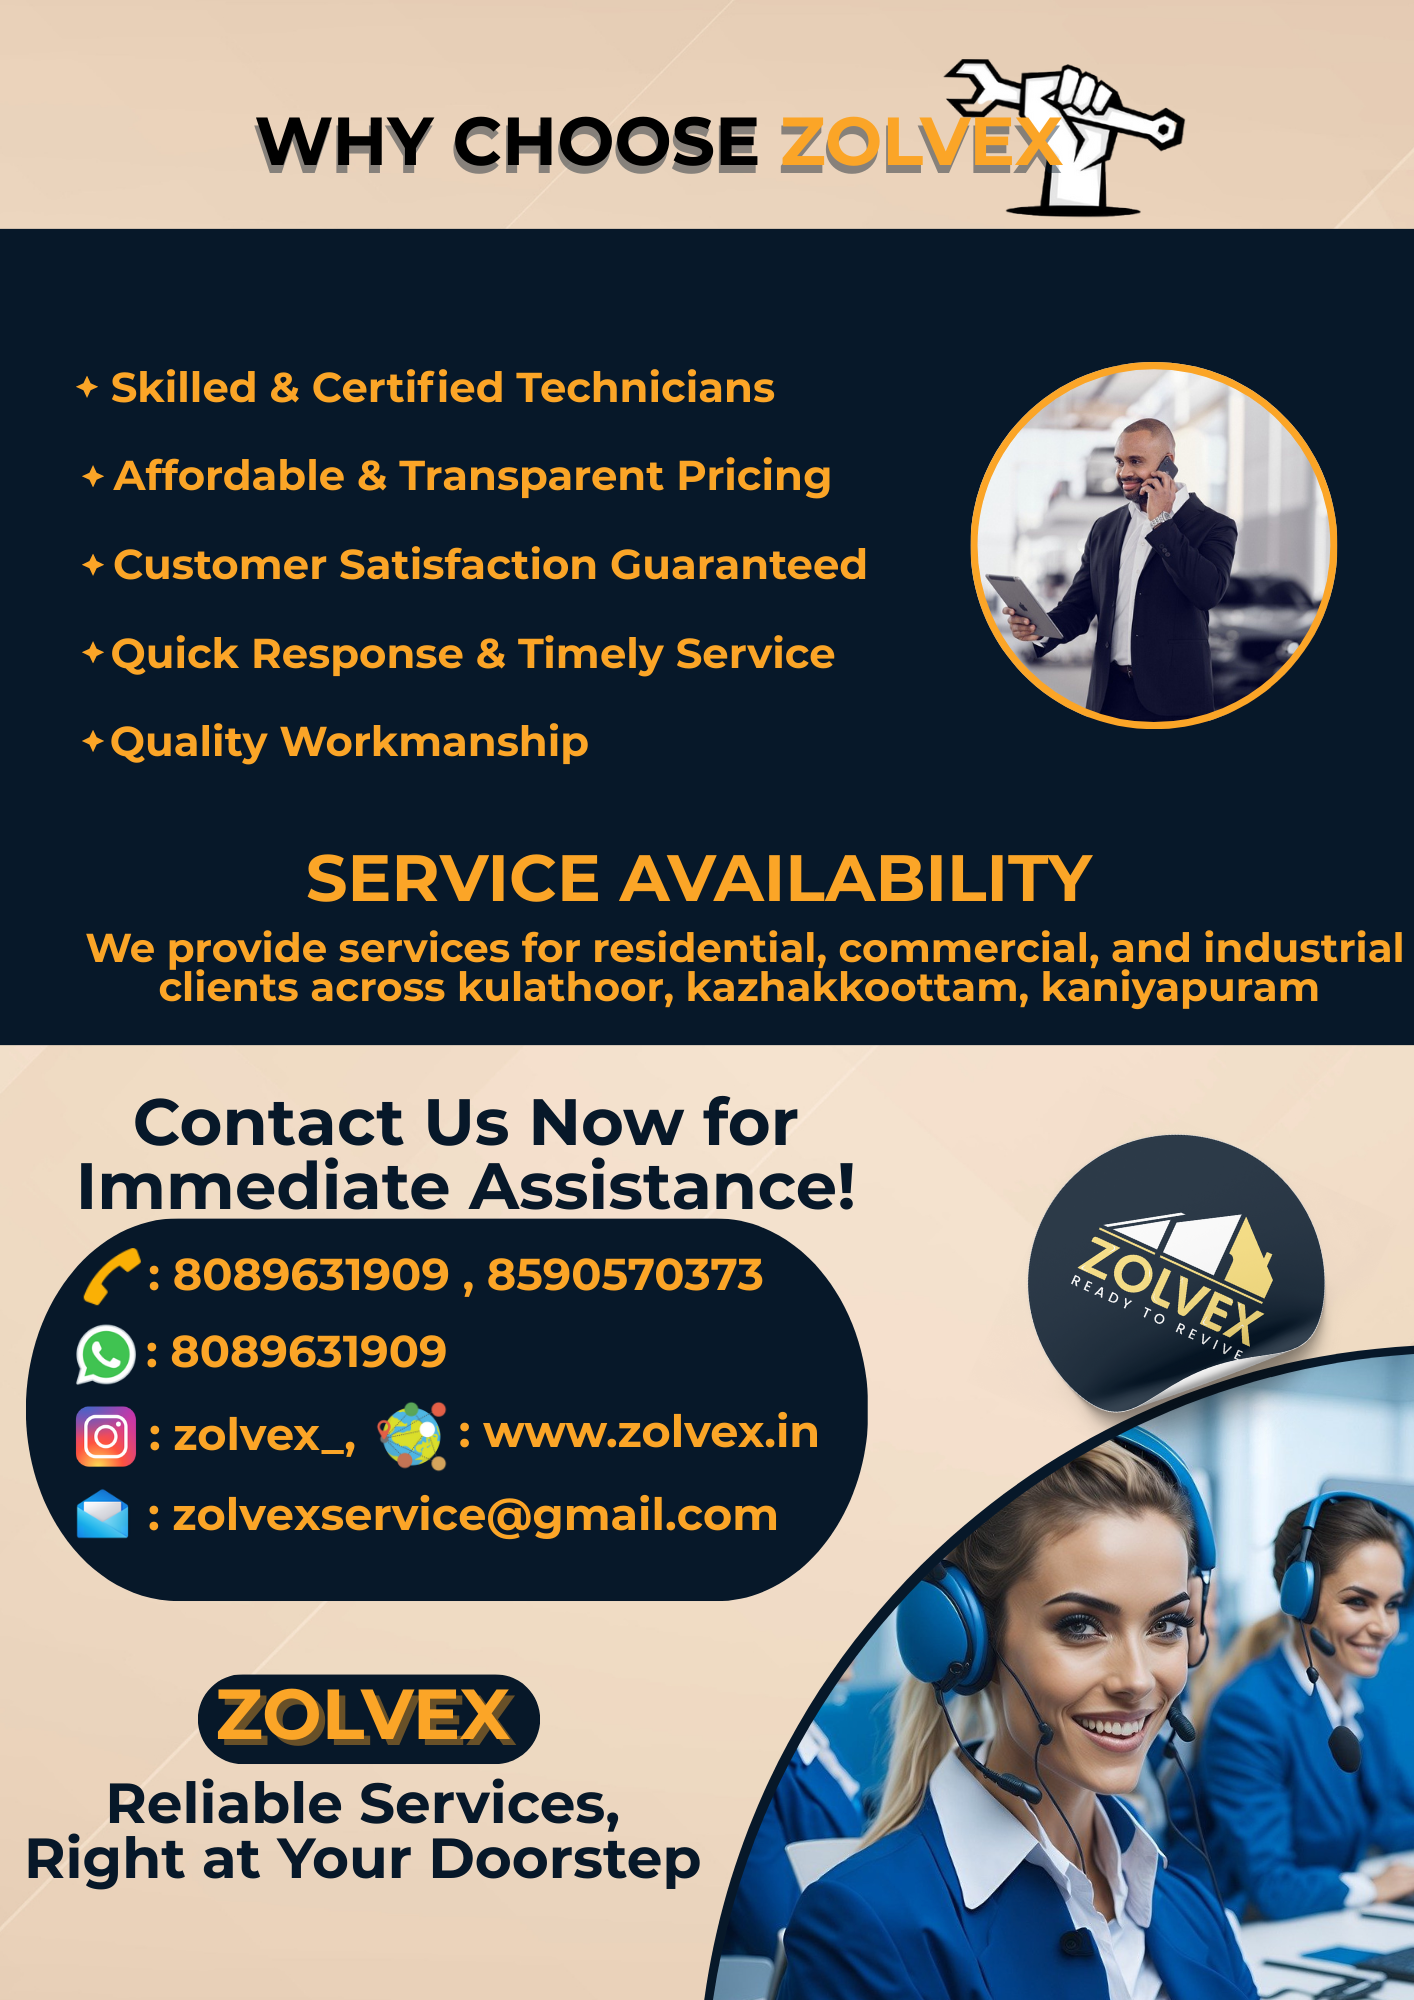 WHY CHOOSE ZOLVEX
Skilled & Certified Technicians
Affordable & Transparent Pricing
Customer Satisfaction Guaranteed
Quick Response & Timely Service
Quality Workmanship
SERVICE AVAILABILITY
We provide services for residential, commercial, and industrial
clients across kulathoor, kazhakkoottam, kaniyapuram
Contact Us Now for
Immediate Assistance!
: 8089631909 , 8590570373
: 8089631909
: zolvex_, : www.zolvex.in
: zolvexservice@gmail.com
ZOLVEX
READY TO REVIVE
ZOLVEX
Reliable Services,
Right at Your Doorstep